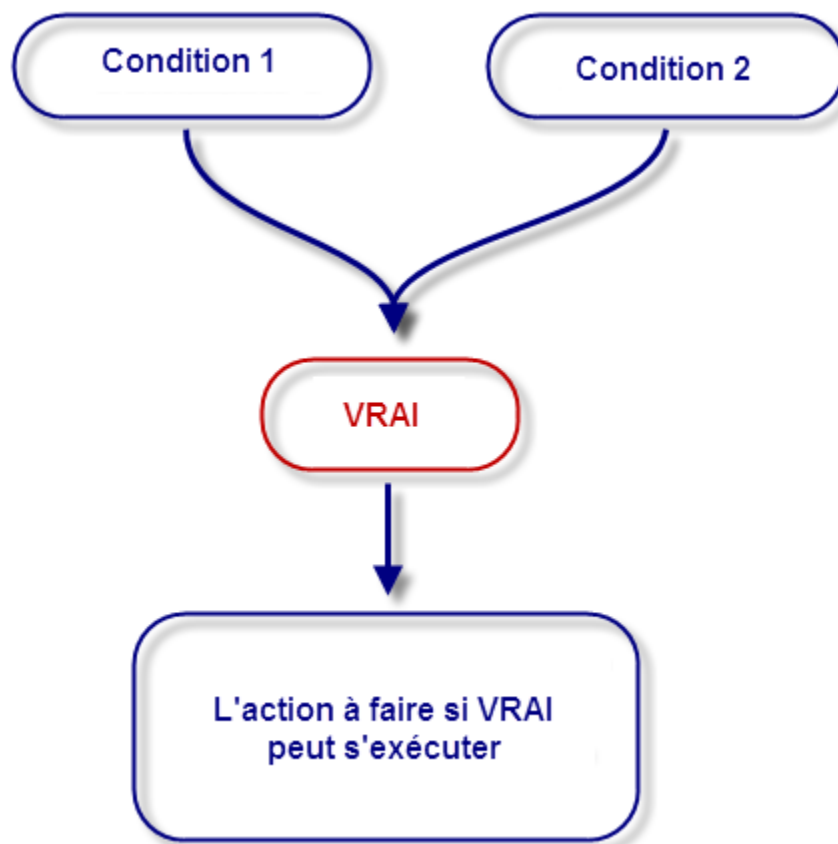 Condition 1
Condition 2
VRAI
L'action à faire si VRAI
peut s'exécuter